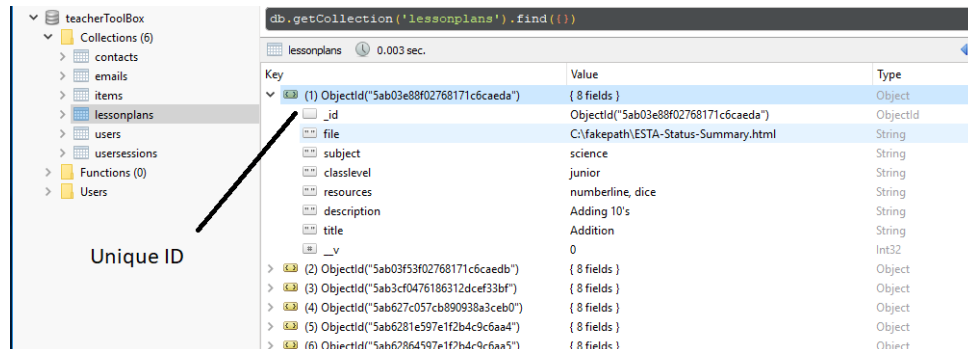 teacherToolBox
Collections (6)
contacts
emails
items
lessonplans
users
usersessions
Functions (0)
Users
Unique ID
db.getCollection('lessonplans').find({})
lessonplans 0.003 sec.
Key Value Type
(1) ObjectId("5ab03e88f02768171c6caeda") { 8 fields } Object
_id ObjectId("5ab03e88f02768171c6caeda") ObjectId
"" file C:\fakepath\ESTA-Status-Summary.html String
"" subject science String
"" classlevel junior String
"" resources numberline, dice String
"" description Adding 10's String
"" title Addition String
# __v 0 Int32
(2) ObjectId("5ab03f53f02768171c6caedb") { 8 fields } Object
(3) ObjectId("5ab3cf0476186312dcef33bf") { 8 fields } Object
(4) ObjectId("5ab627c057cb890938a3ceb0") { 8 fields } Object
(5) ObjectId("5ab6281e597e1f2b4c9c6aa4") { 8 fields } Object
(6) ObjectId("5ab62864597e1f2b4c9c6aa5") { 8 fields } Object